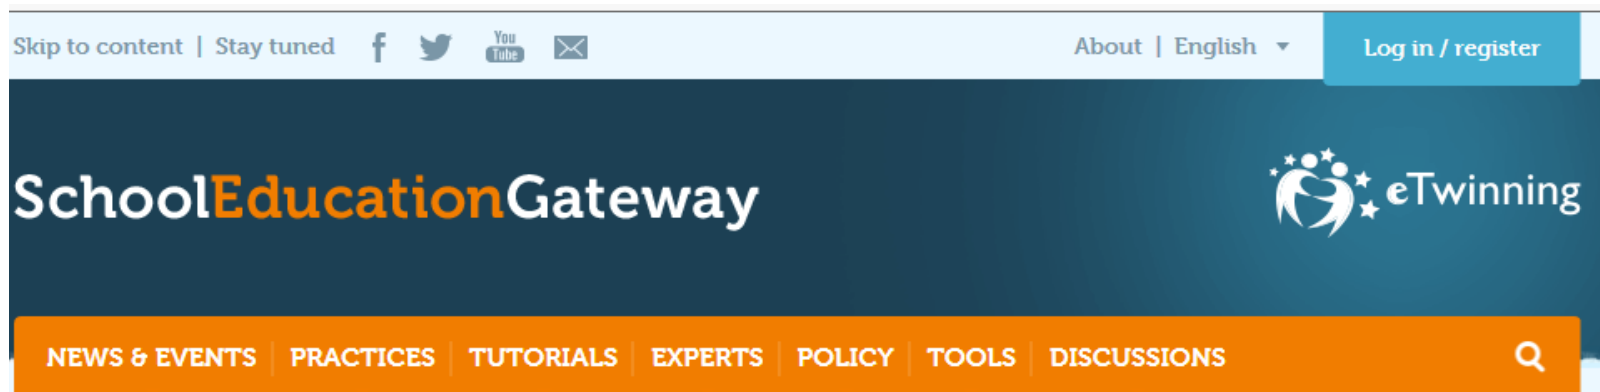 Skip to content | Stay tuned You Tube About | English Log in / register
SchoolEducationGateway eTwinning
NEWS & EVENTS PRACTICES TUTORIALS EXPERTS POLICY TOOLS DISCUSSIONS